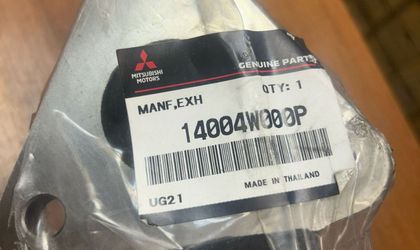 MITSUBISHI
MOTORS
GENUINE PARTS
MANF,EXH QTY: 1
14004W000P
UG21 MADE IN THAILAND